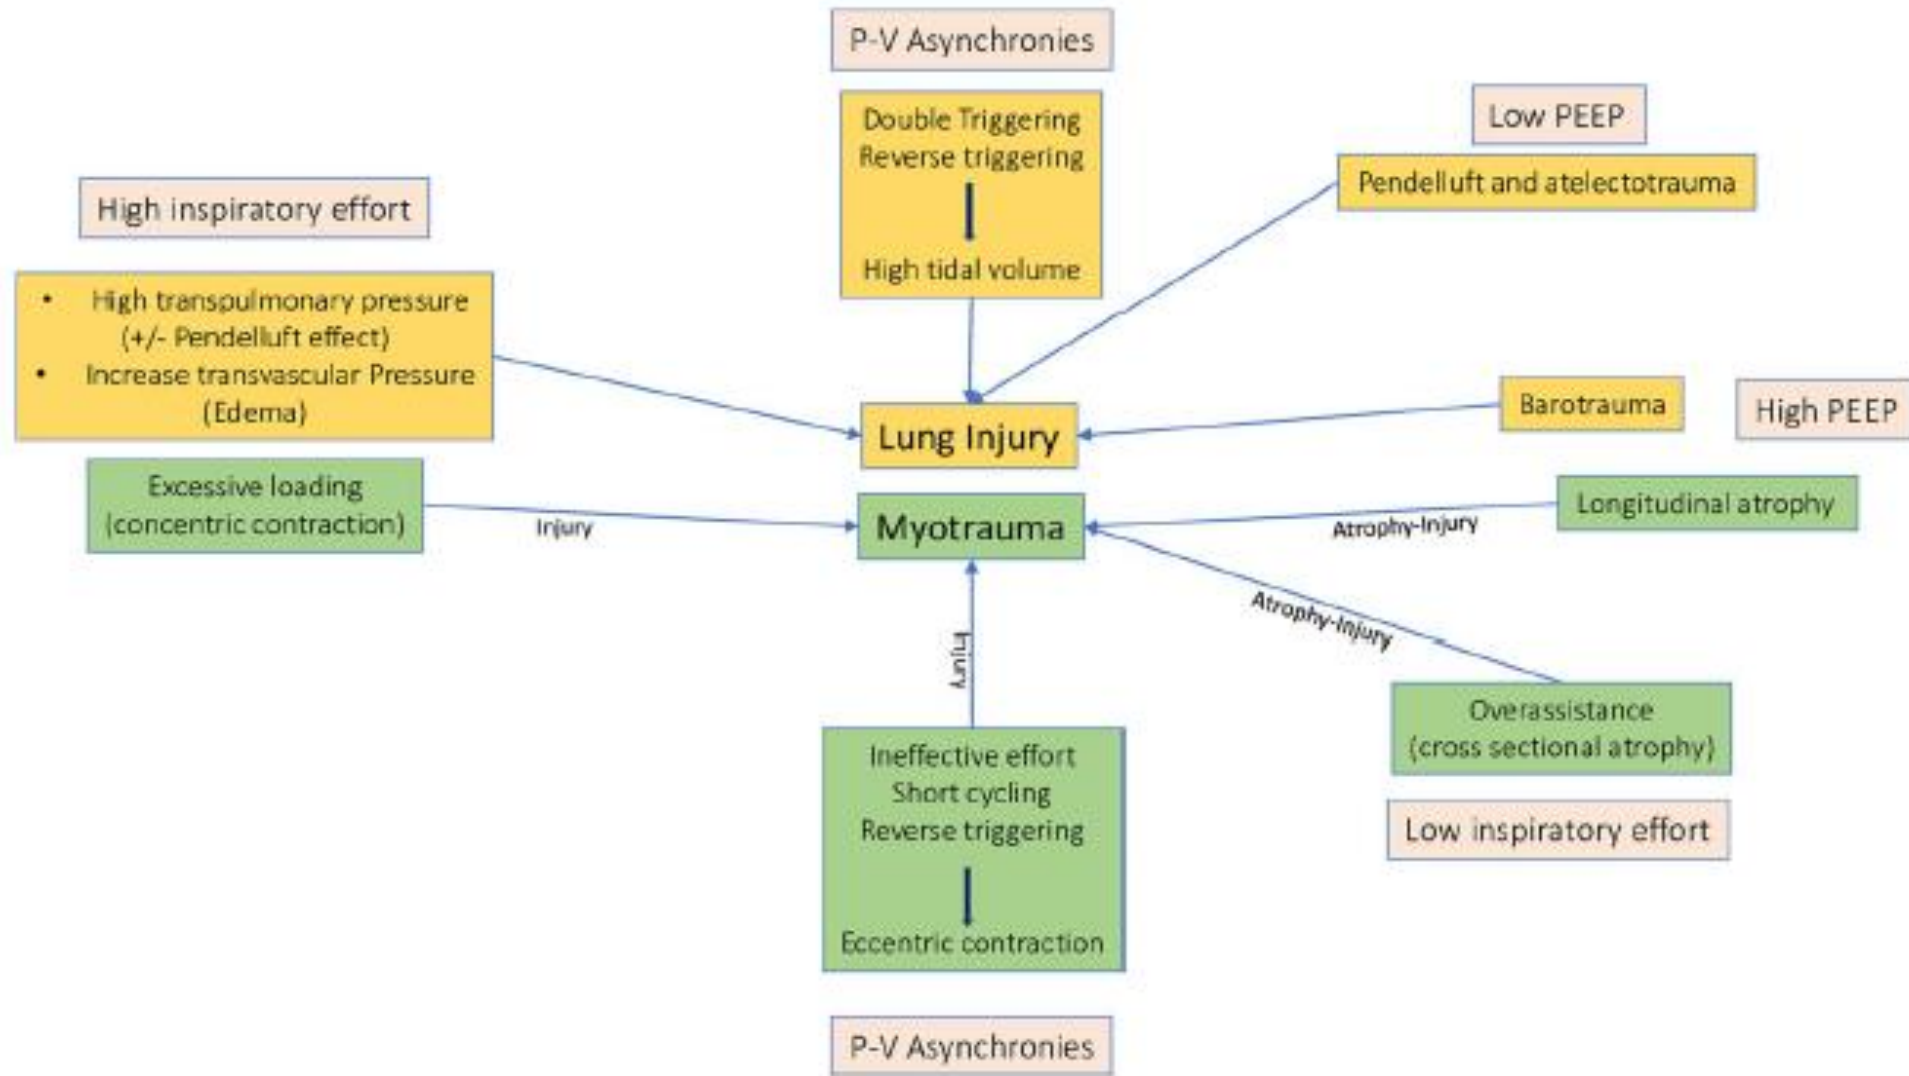 P-V Asynchronies
Double Triggering
Reverse triggering
High tidal volume
Low PEEP
Pendelluft and atelectotrauma
High inspiratory effort
• High transpulmonary pressure
(+/- Pendelluft effect)
• Increase transvascular Pressure
(Edema)
Lung Injury
Barotrauma
High PEEP
Excessive loading
(concentric contraction)
Injury
Myotrauma
Atrophy-Injury
Longitudinal atrophy
Atrophy-Injury
Injury
Overassistance
(cross sectional atrophy)
Low inspiratory effort
Ineffective effort
Short cycling
Reverse triggering
Eccentric contraction
P-V Asynchronies